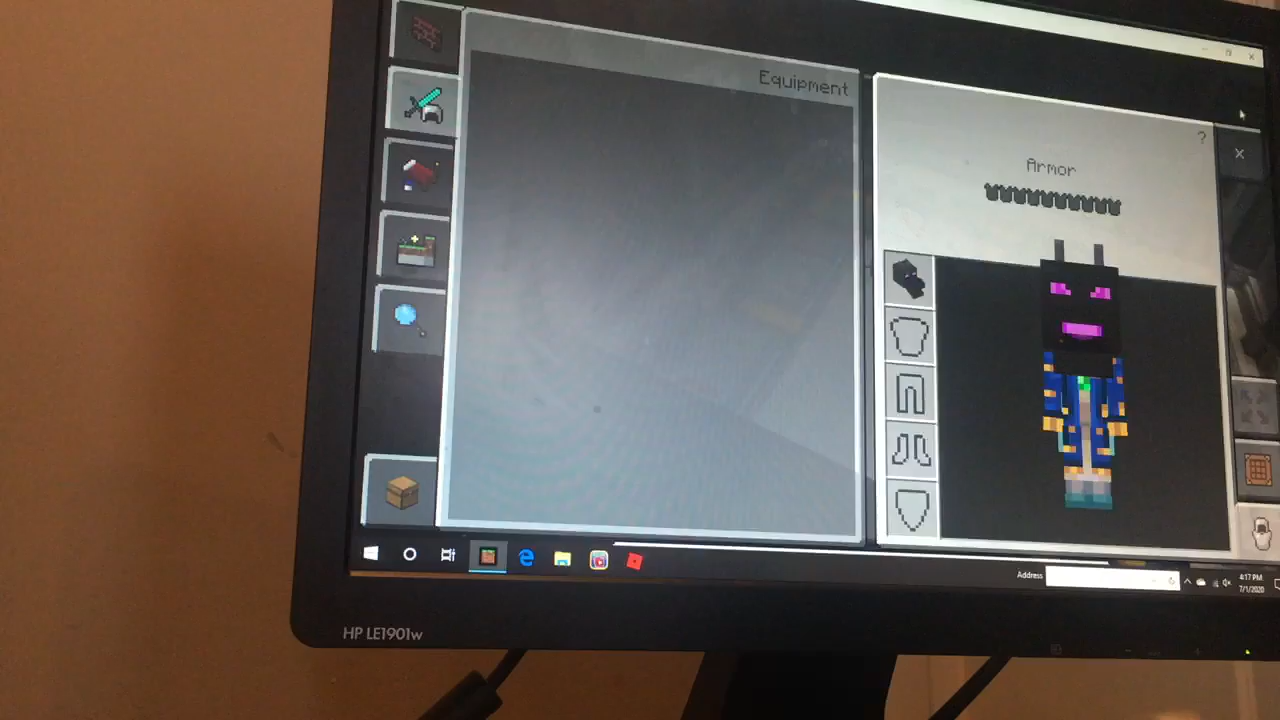 Equipment
?
Armor
Address
4:17 PM
7/1/2020
HP LE1901w